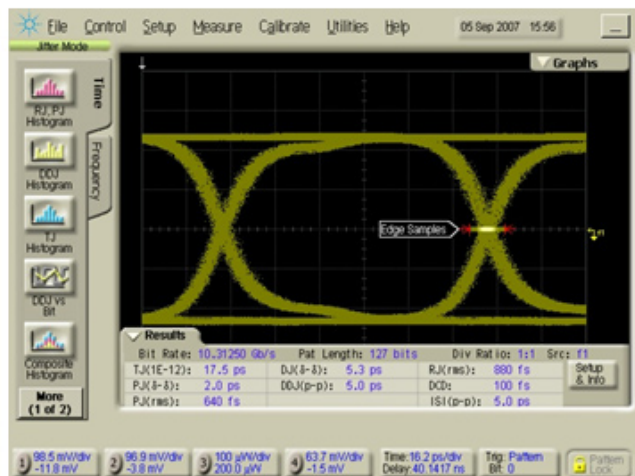 File Control Setup Measure Calibrate Utilities Help 05 Sep 2007 15:56
Jitter Mode
Graphs
Time
Frequency
RJ, PJ
Histogram
DDJ
Histogram
TJ
Histogram
DDJ vs
Bit
Composite
Histogram
More
(1 of 2)
Edge Samples
f1
Results
Bit Rate: 10.31250 Gb/s Pat Length: 127 bits Div Ratio: 1:1 Src: f1
TJ(1E-12): 17.5 ps DJ(δ-δ): 5.3 ps RJ(rms): 880 fs
PJ(δ-δ): 2.0 ps DDJ(p-p): 5.0 ps DCD: 100 fs
PJ(rms): 640 fs ISI(p-p): 5.0 ps
Setup
& Info
1) 98.5 mV/div
-11.8 mV
2) 96.9 mV/div
-3.8 mV
3) 100 µW/div
200.0 µW
4) 63.7 mV/div
-1.5 mV
Time:16.2 ps/div
Delay:40.1417 ns
Trig: Pattern
Bit: 0
Pattern
Lock